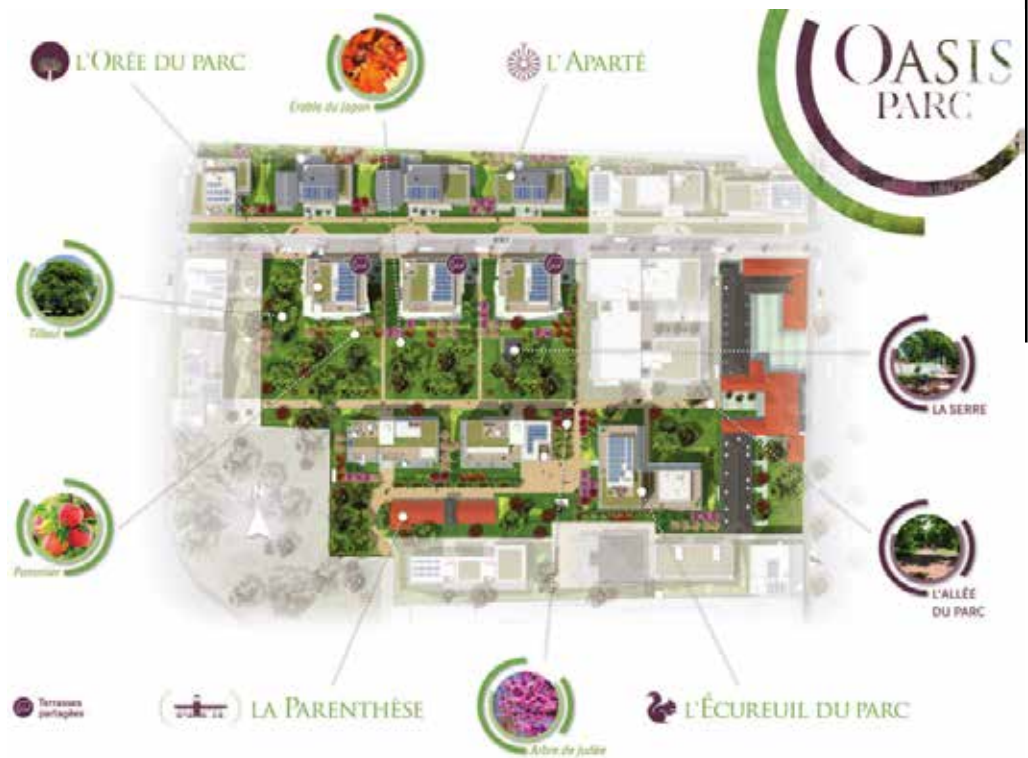 L'ORÉE DU PARC
Erable du Japon
L'APARTÉ
OASIS
PARC
Tilleul
LA SERRE
Pommier
L'ALLÉE
DU PARC
Terrasses
partagées
LA PARENTHÈSE
Arbre de judée
L'ÉCUREUIL DU PARC